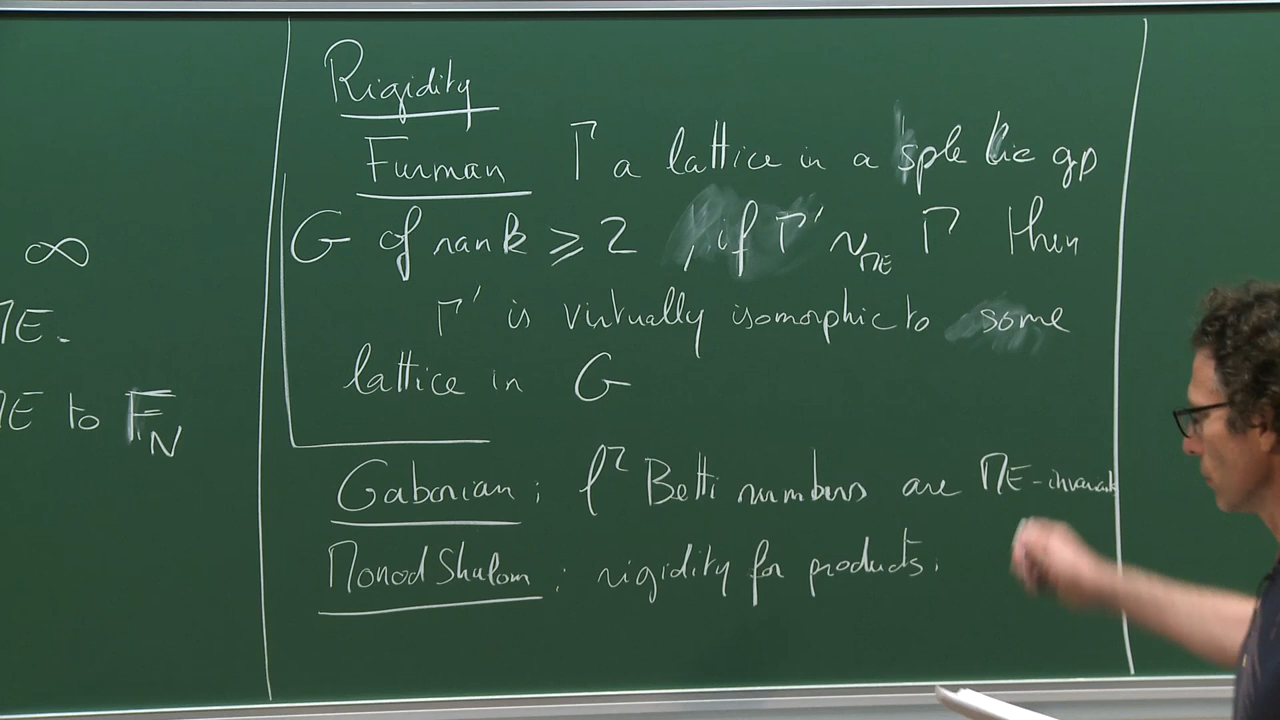 ∞
ME.
ME to F_N
Rigidity
Furman Γ a lattice in a sple Lie gp
G of rank ⩾ 2, if Γ' ~_ME Γ then
Γ' is virtually isomorphic to some
lattice in G
Gaboriau : ℓ² Betti numbers are ME-invariant
Monod Shalom : rigidity for products.